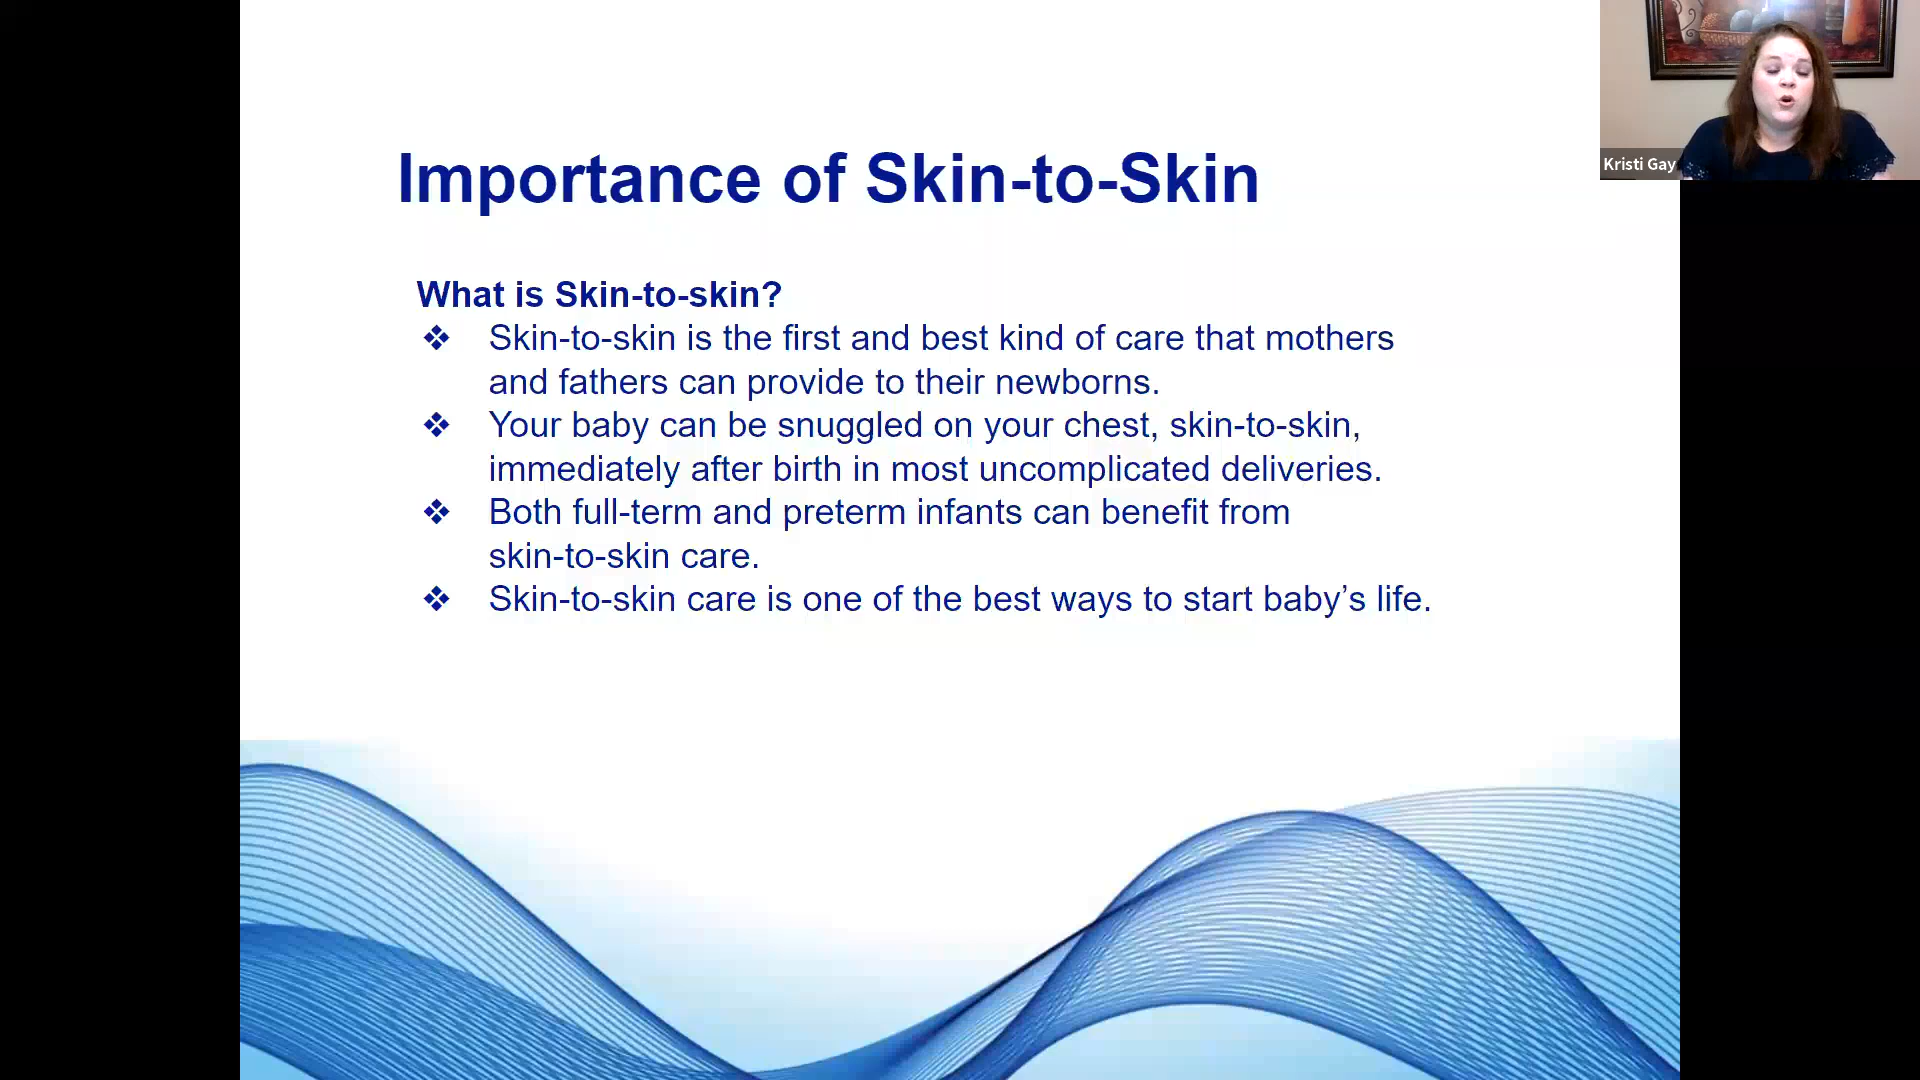 Importance of Skin-to-Skin
Kristi Gay
What is Skin-to-skin?
❖ Skin-to-skin is the first and best kind of care that mothers
and fathers can provide to their newborns.
❖ Your baby can be snuggled on your chest, skin-to-skin,
immediately after birth in most uncomplicated deliveries.
❖ Both full-term and preterm infants can benefit from
skin-to-skin care.
❖ Skin-to-skin care is one of the best ways to start baby’s life.